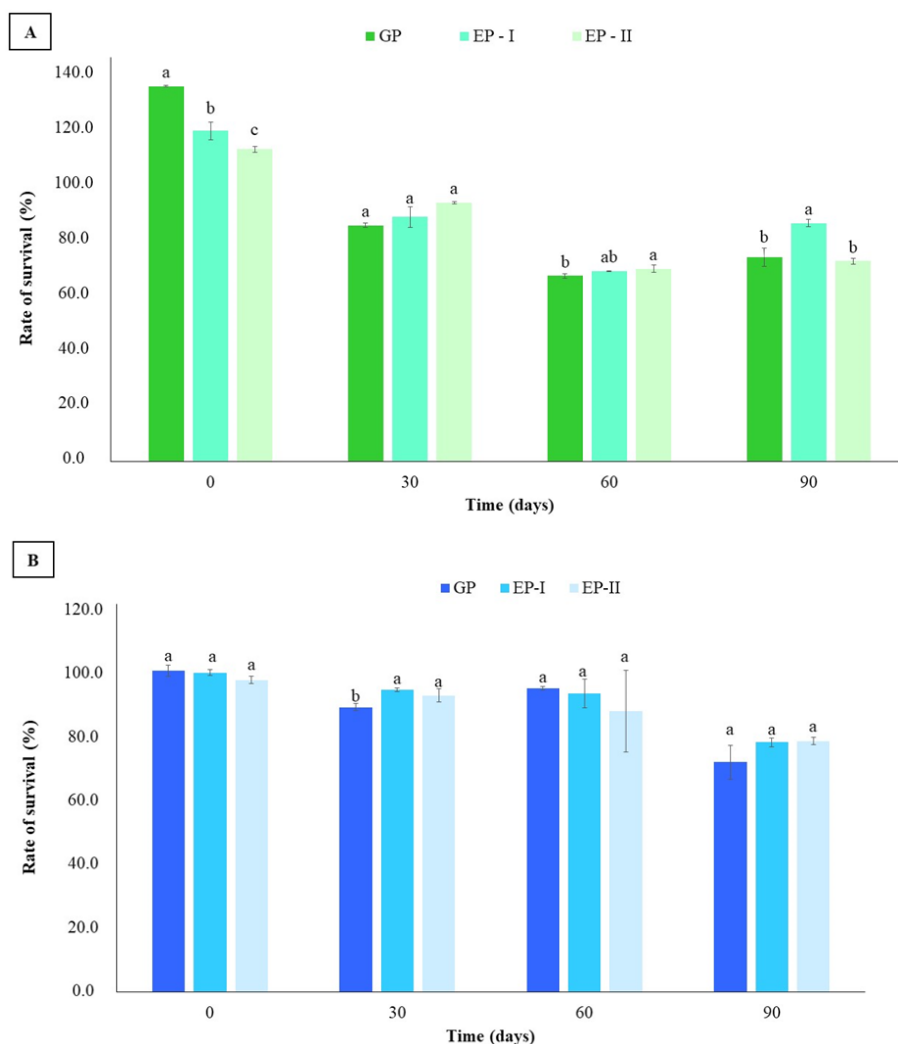 A
GP EP - I EP - II
140.0
120.0
100.0
80.0
60.0
40.0
20.0
0.0
Rate of survival (%)
a b c
a a a
b ab a
b a b
0 30 60 90
Time (days)
B
GP EP-I EP-II
120.0
100.0
80.0
60.0
40.0
20.0
0.0
Rate of survival (%)
a a a
b a a
a a a
a a a
0 30 60 90
Time (days)